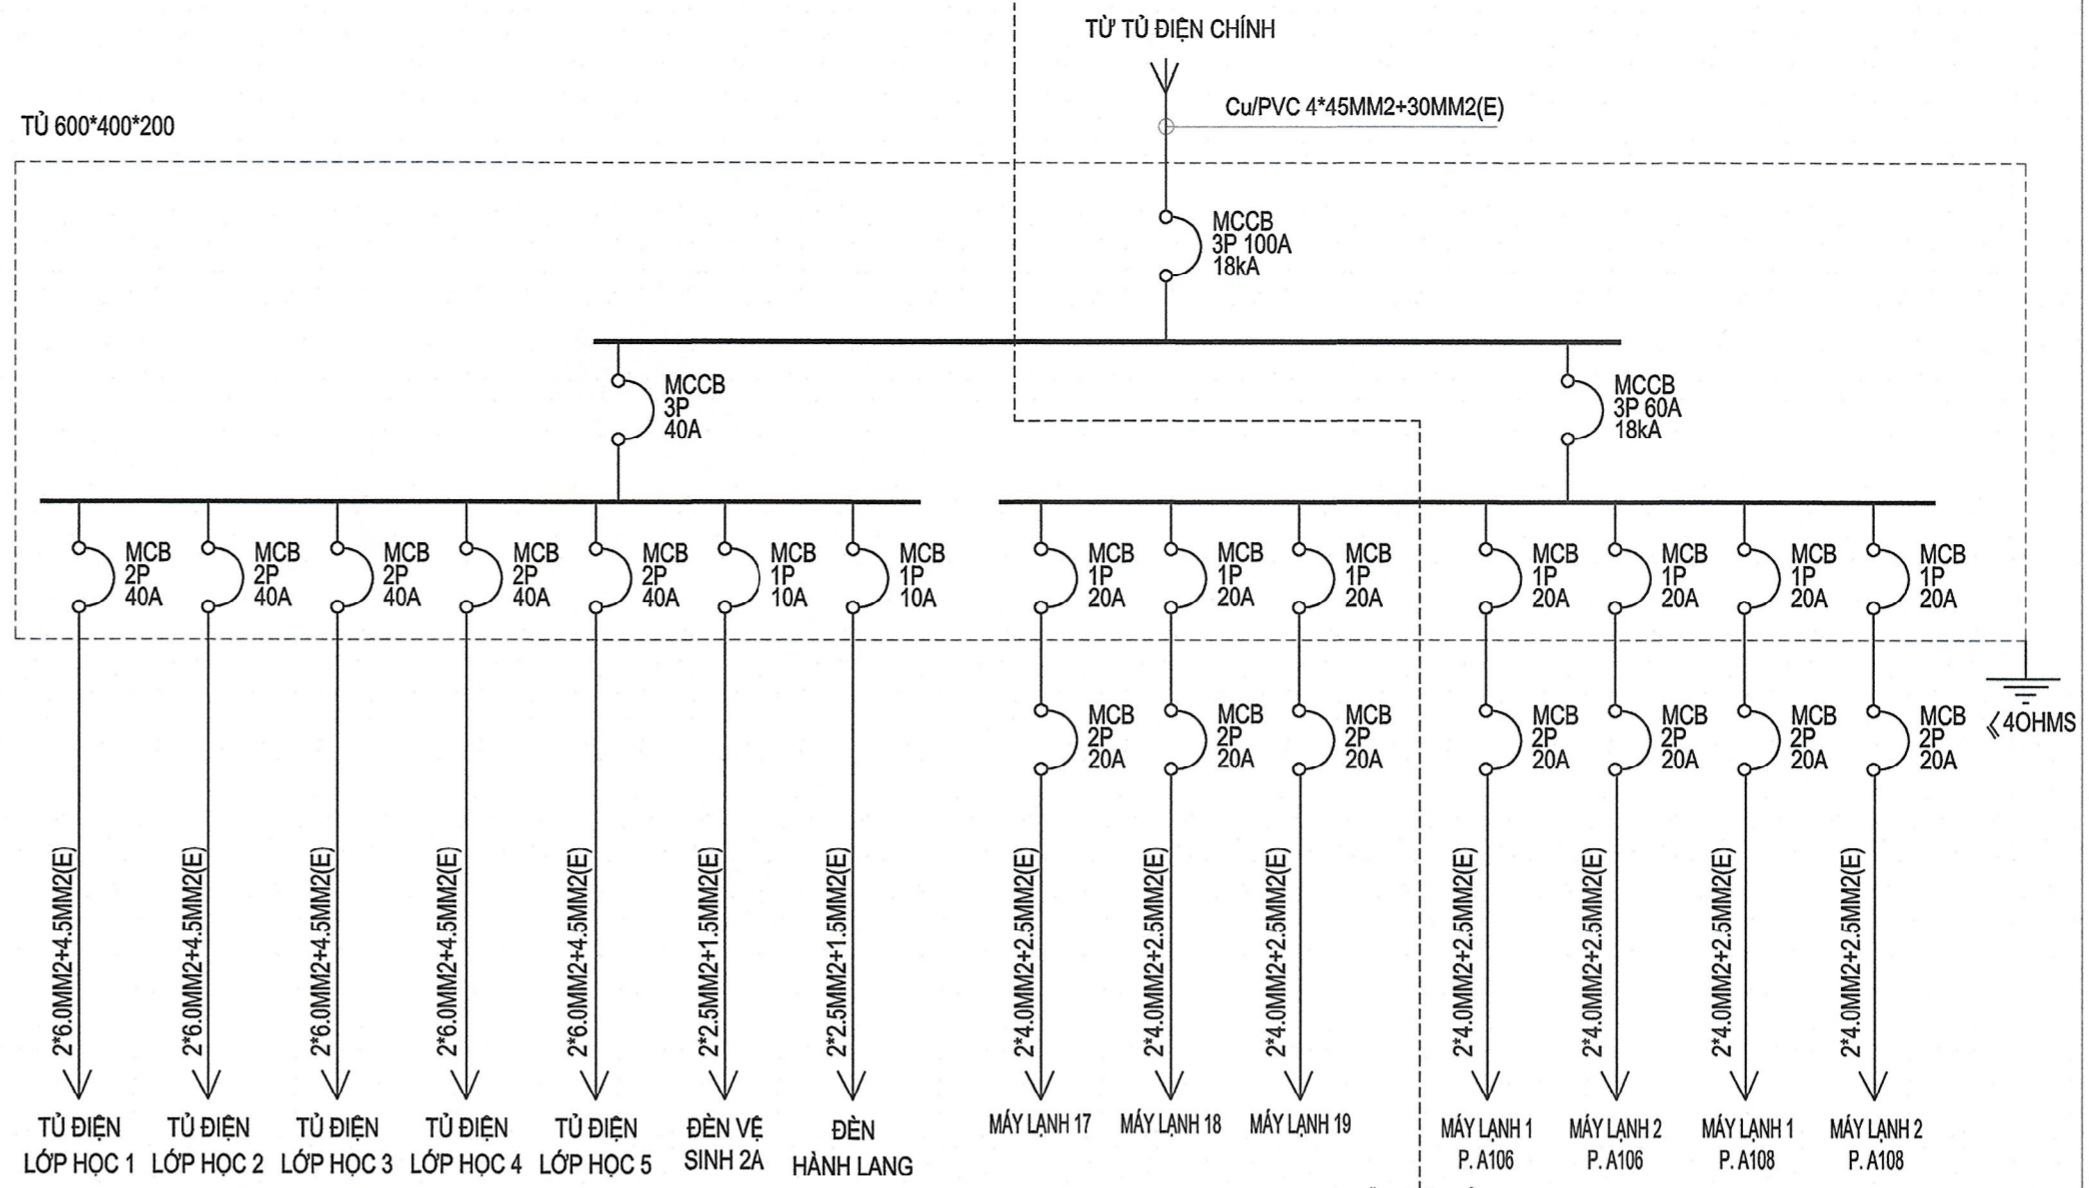 TỪ TỦ ĐIỆN CHÍNH
Cu/PVC 4*45MM2+30MM2(E)
TỦ 600*400*200
MCCB
3P 100A
18kA
MCCB
3P
40A
MCCB
3P 60A
18kA
MCB
2P
40A
MCB
2P
40A
MCB
2P
40A
MCB
2P
40A
MCB
2P
40A
MCB
1P
10A
MCB
1P
10A
MCB
1P
20A
MCB
1P
20A
MCB
1P
20A
MCB
1P
20A
MCB
1P
20A
MCB
1P
20A
MCB
1P
20A
MCB
2P
20A
MCB
2P
20A
MCB
2P
20A
MCB
2P
20A
MCB
2P
20A
MCB
2P
20A
MCB
2P
20A
≪4OHMS
2*6.0MM2+4.5MM2(E)
2*6.0MM2+4.5MM2(E)
2*6.0MM2+4.5MM2(E)
2*6.0MM2+4.5MM2(E)
2*6.0MM2+4.5MM2(E)
2*2.5MM2+1.5MM2(E)
2*2.5MM2+1.5MM2(E)
2*4.0MM2+2.5MM2(E)
2*4.0MM2+2.5MM2(E)
2*4.0MM2+2.5MM2(E)
2*4.0MM2+2.5MM2(E)
2*4.0MM2+2.5MM2(E)
2*4.0MM2+2.5MM2(E)
2*4.0MM2+2.5MM2(E)
TỦ ĐIỆN
LỚP HỌC 1
TỦ ĐIỆN
LỚP HỌC 2
TỦ ĐIỆN
LỚP HỌC 3
TỦ ĐIỆN
LỚP HỌC 4
TỦ ĐIỆN
LỚP HỌC 5
ĐÈN VỆ
SINH 2A
ĐÈN
HÀNH LANG
MÁY LẠNH 17
MÁY LẠNH 18
MÁY LẠNH 19
MÁY LẠNH 1
P. A106
MÁY LẠNH 2
P. A106
MÁY LẠNH 1
P. A108
MÁY LẠNH 2
P. A108